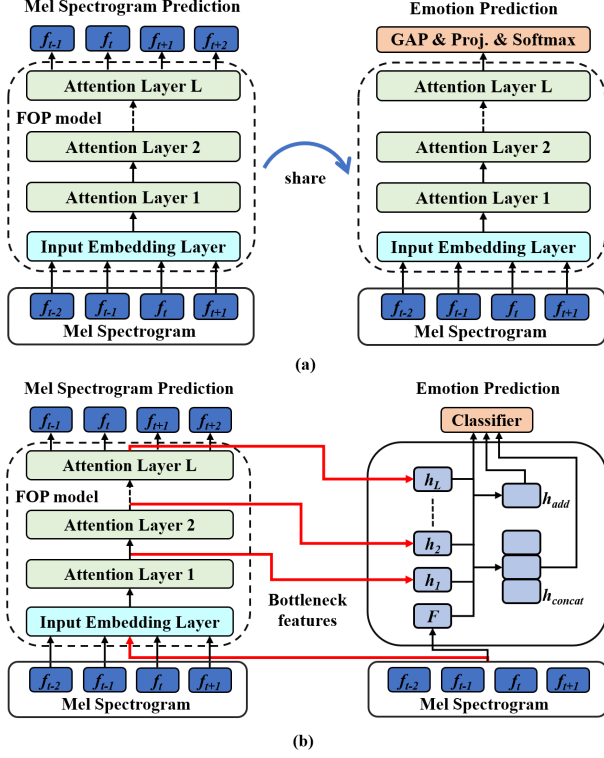 Mel Spectrogram Prediction
f_{t-1} f_t f_{t+1} f_{t+2}
Attention Layer L
FOP model
Attention Layer 2
Attention Layer 1
Input Embedding Layer
f_{t-2} f_{t-1} f_t f_{t+1}
Mel Spectrogram
share
Emotion Prediction
GAP & Proj. & Softmax
Attention Layer L
Attention Layer 2
Attention Layer 1
Input Embedding Layer
f_{t-2} f_{t-1} f_t f_{t+1}
Mel Spectrogram
(a)
Mel Spectrogram Prediction
f_{t-1} f_t f_{t+1} f_{t+2}
Attention Layer L
FOP model
Attention Layer 2
Attention Layer 1
Input Embedding Layer
f_{t-2} f_{t-1} f_t f_{t+1}
Mel Spectrogram
Bottleneck
features
Emotion Prediction
Classifier
h_L
h_{add}
h_2
h_1
h_{concat}
F
f_{t-2} f_{t-1} f_t f_{t+1}
Mel Spectrogram
(b)